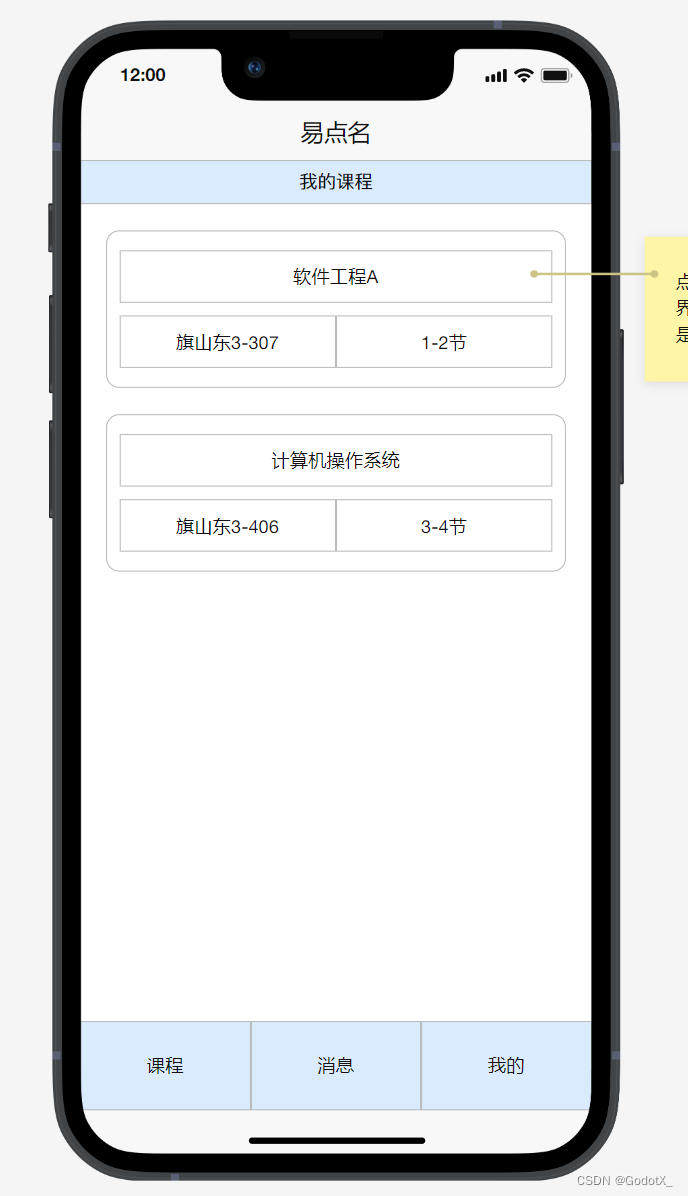 12:00
易点名
我的课程
软件工程A
点
界
是
旗山东3-307 1-2节
计算机操作系统
旗山东3-406 3-4节
课程 消息 我的
CSDN @GodotX_